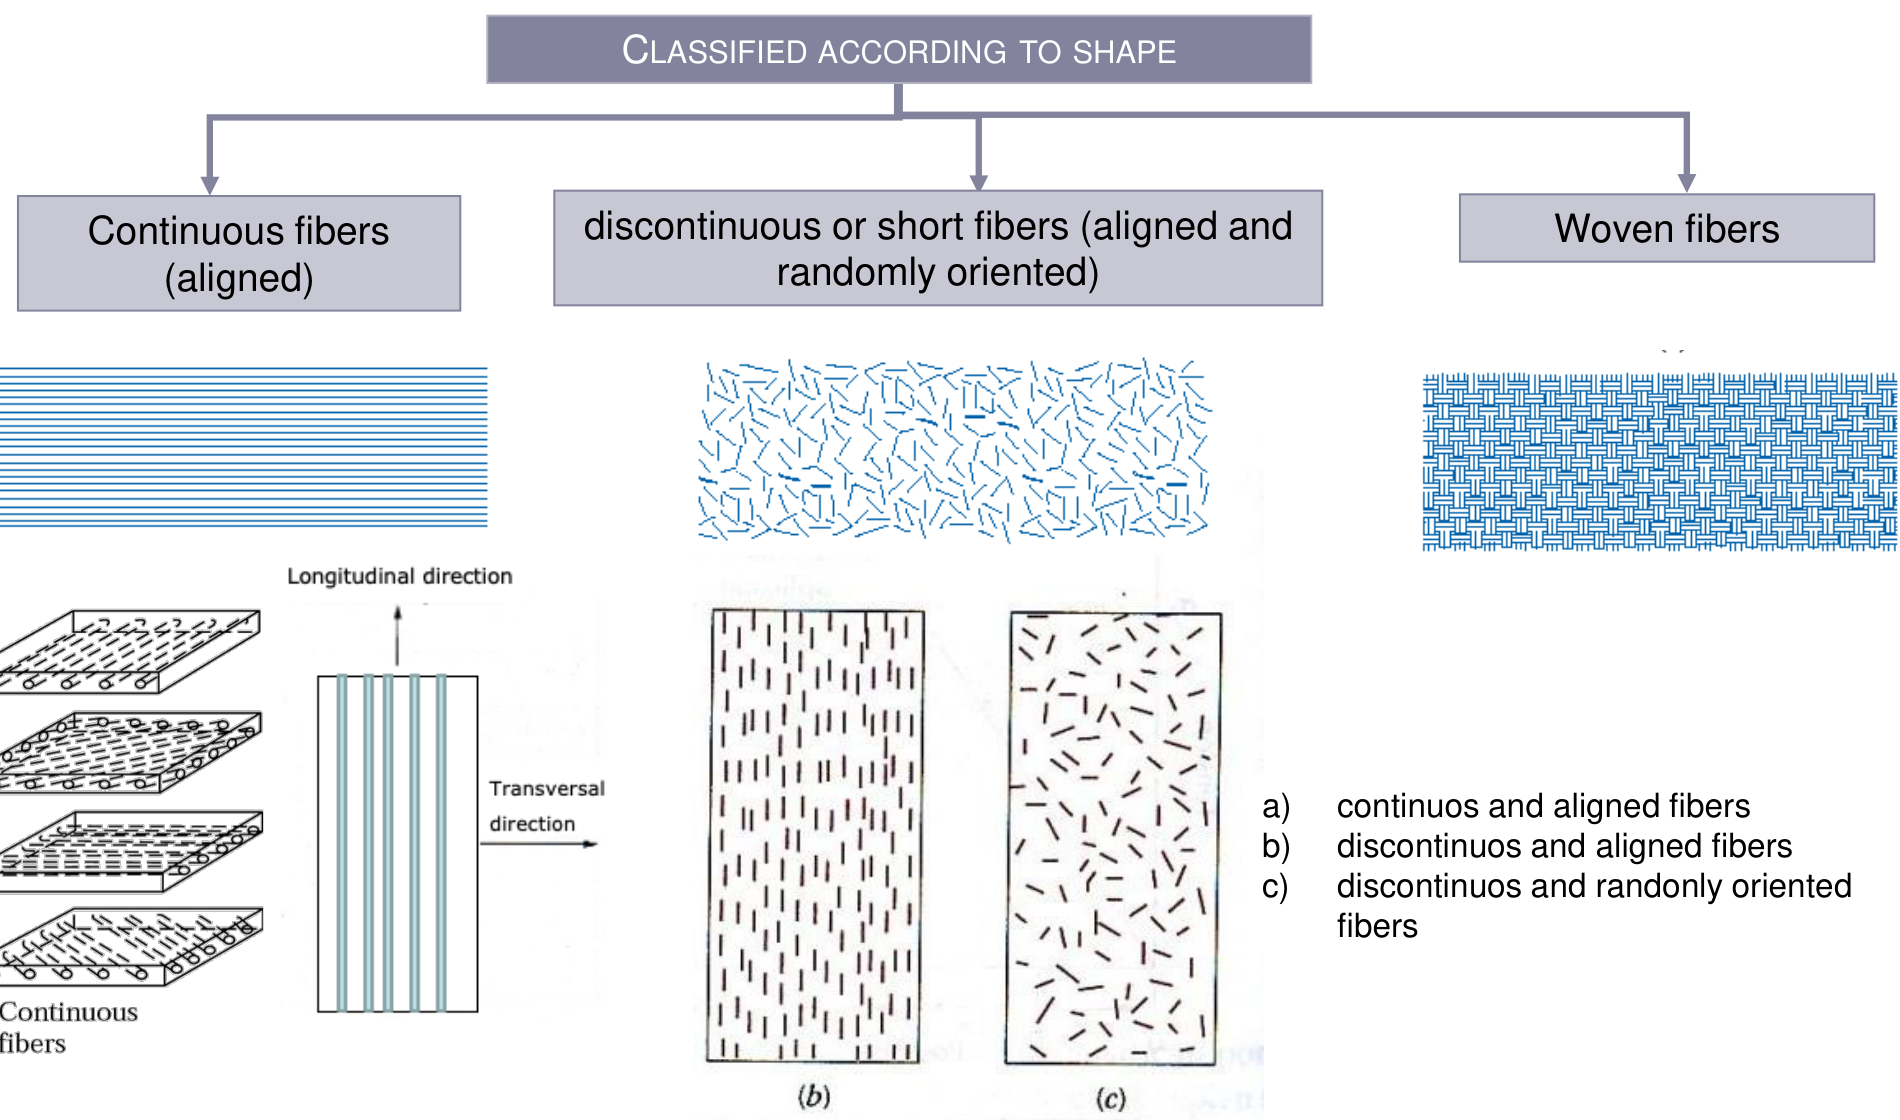 CLASSIFIED ACCORDING TO SHAPE
Continuous fibers
(aligned)
discontinuous or short fibers (aligned and
randomly oriented)
Woven fibers
Longitudinal direction
Transversal
direction
Continuous
fibers
a) continuos and aligned fibers
b) discontinuos and aligned fibers
c) discontinuos and randonly oriented
fibers
(b)
(c)